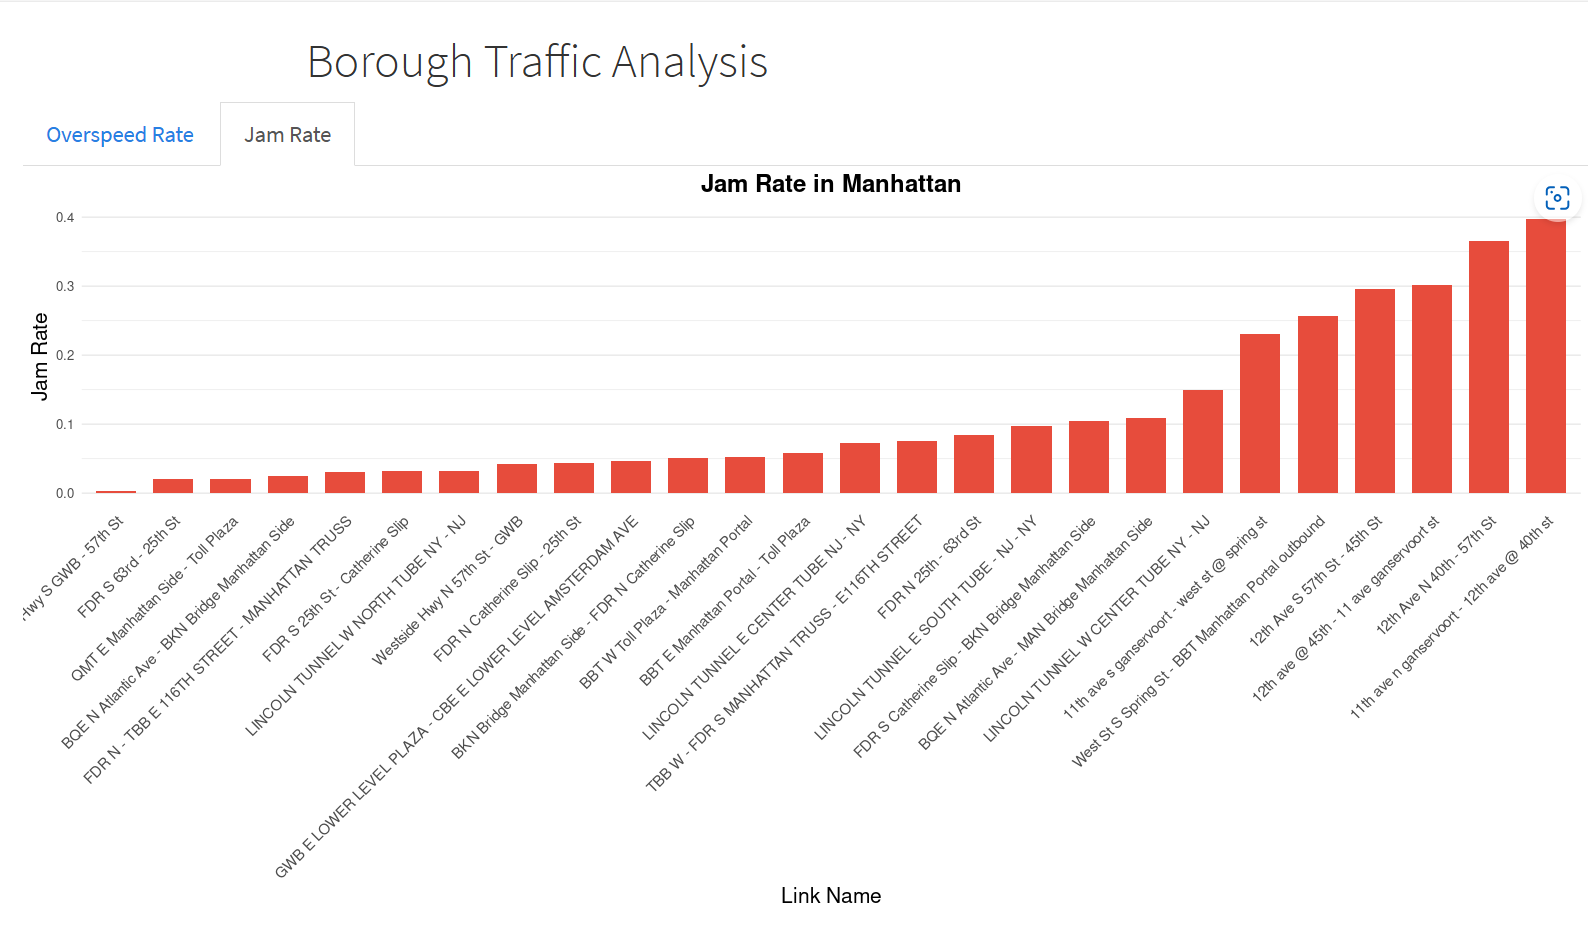 Borough Traffic Analysis
Overspeed Rate
Jam Rate
Jam Rate in Manhattan
Jam Rate
0.4
0.3
0.2
0.1
0.0
Hwy S GWB - 57th St
FDR S 63rd - 25th St
QMT E Manhattan Side - Toll Plaza
BQE N Atlantic Ave - BKN Bridge Manhattan Side
FDR N - TBB E 116TH STREET - MANHATTAN TRUSS
FDR S 25th St - Catherine Slip
LINCOLN TUNNEL W NORTH TUBE NY - NJ
Westside Hwy N 57th St - GWB
FDR N Catherine Slip - 25th St
GWB E LOWER LEVEL PLAZA - CBE E LOWER LEVEL AMSTERDAM AVE
BKN Bridge Manhattan Side - FDR N Catherine Slip
BBT W Toll Plaza - Manhattan Portal
BBT E Manhattan Portal - Toll Plaza
LINCOLN TUNNEL E CENTER TUBE NJ - NY
TBB W - FDR S MANHATTAN TRUSS - E116TH STREET
FDR N 25th - 63rd St
LINCOLN TUNNEL E SOUTH TUBE - NJ - NY
FDR S Catherine Slip - BKN Bridge Manhattan Side
BQE N Atlantic Ave - MAN Bridge Manhattan Side
LINCOLN TUNNEL W CENTER TUBE NY - NJ
11th ave s ganservoort - west st @ spring st
West St S Spring St - BBT Manhattan Portal outbound
12th Ave S 57th St - 45th St
12th ave @ 45th - 11 ave ganservoort st
12th Ave N 40th - 57th St
11th ave n ganservoort - 12th ave @ 40th st
Link Name